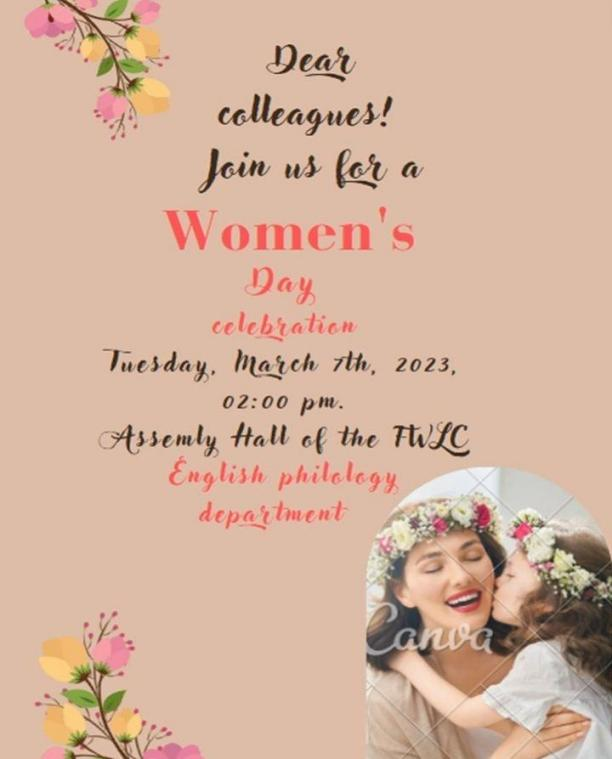 Dear
colleagues!
Join us for a
Women's
Day
celebration
Tuesday, March 7th, 2023,
02:00 pm.
Assemly Hall of the FWLC
English philology
department
Canva